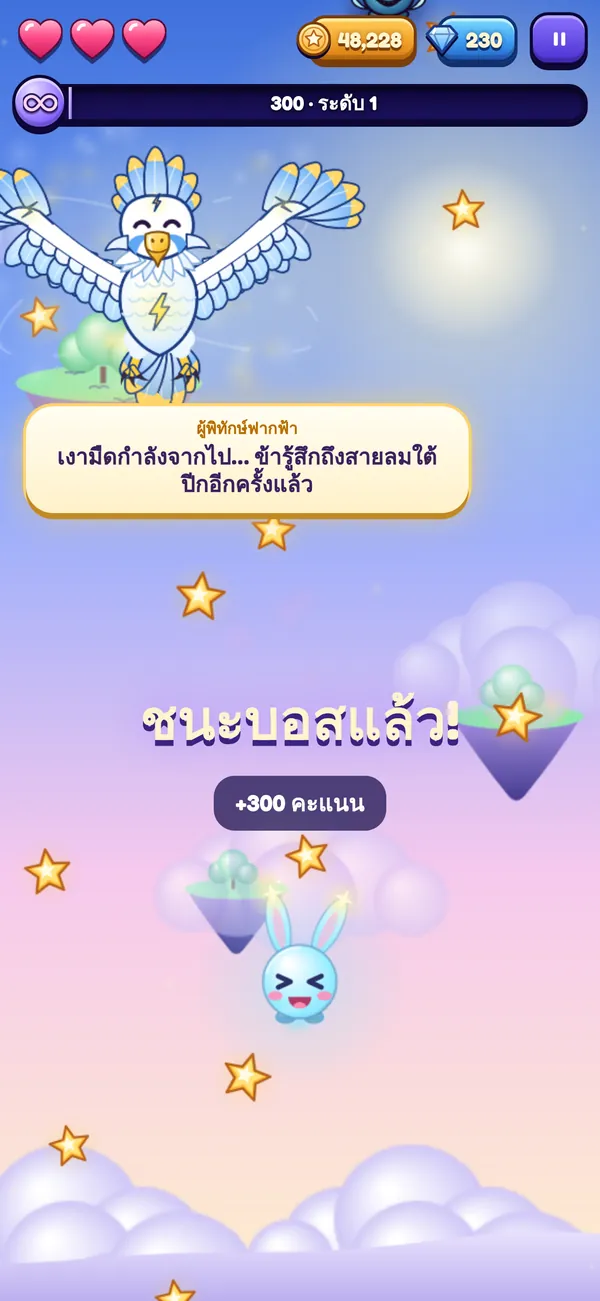 48,228
230
300 · ระดับ 1
ผู้พิทักษ์ฟากฟ้า
เงามืดกำลังจากไป... ข้ารู้สึกถึงสายลมใต้
ปีกอีกครั้งแล้ว
ชนะบอสแล้ว!
+300 คะแนน